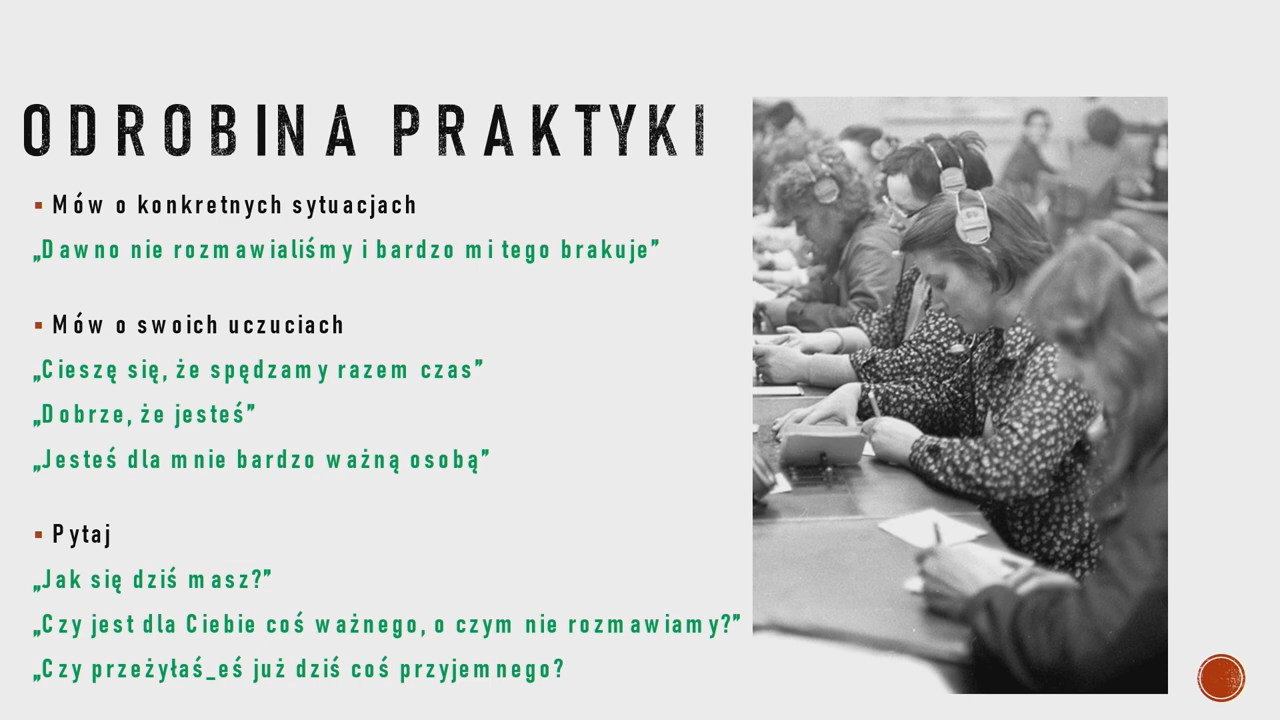 ODROBINA PRAKTYKI
▪ Mów o konkretnych sytuacjach
„Dawno nie rozmawialiśmy i bardzo mi tego brakuje”
▪ Mów o swoich uczuciach
„Cieszę się, że spędzamy razem czas”
„Dobrze, że jesteś”
„Jesteś dla mnie bardzo ważną osobą”
▪ Pytaj
„Jak się dziś masz?”
„Czy jest dla Ciebie coś ważnego, o czym nie rozmawiamy?”
„Czy przeżyłaś_eś już dziś coś przyjemnego?